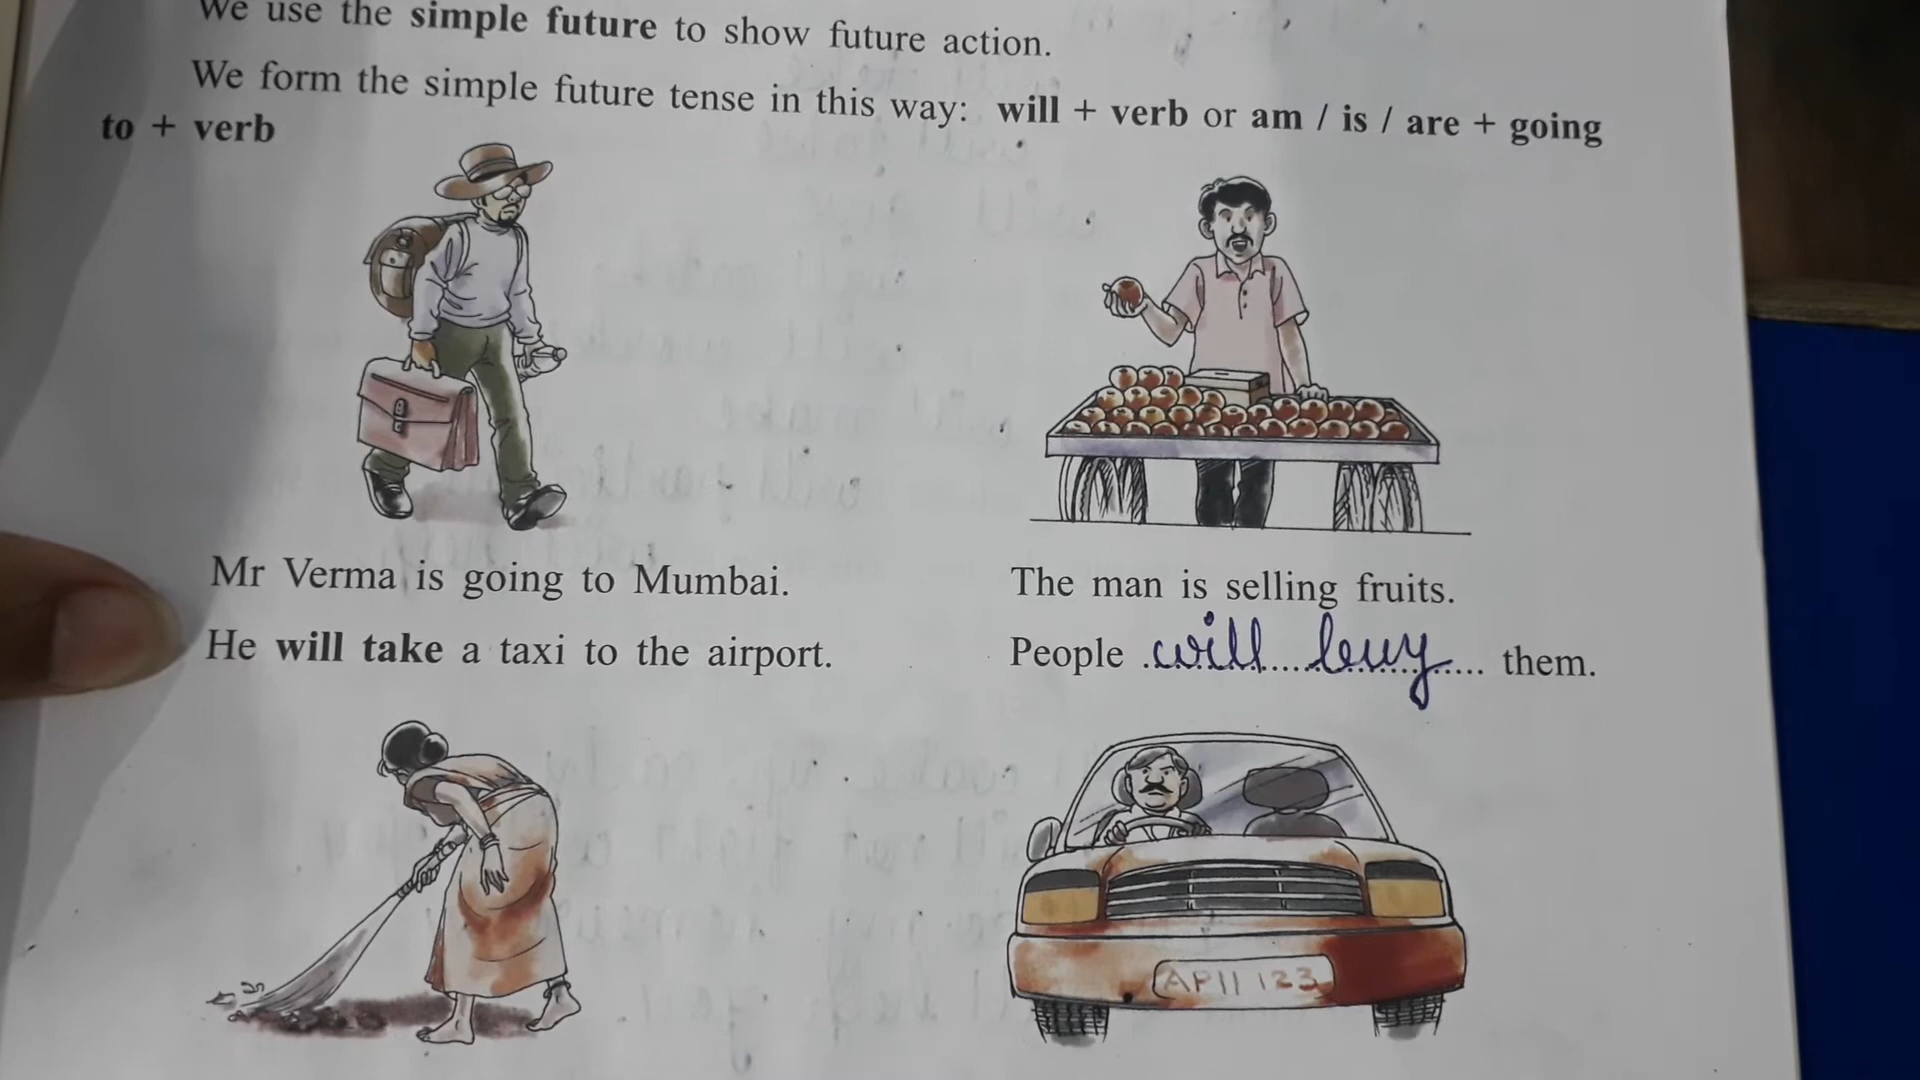 We use the simple future to show future action.
We form the simple future tense in this way: will + verb or am / is / are + going
to + verb
Mr Verma is going to Mumbai.
He will take a taxi to the airport.
The man is selling fruits.
People will buy them.
AP11 123